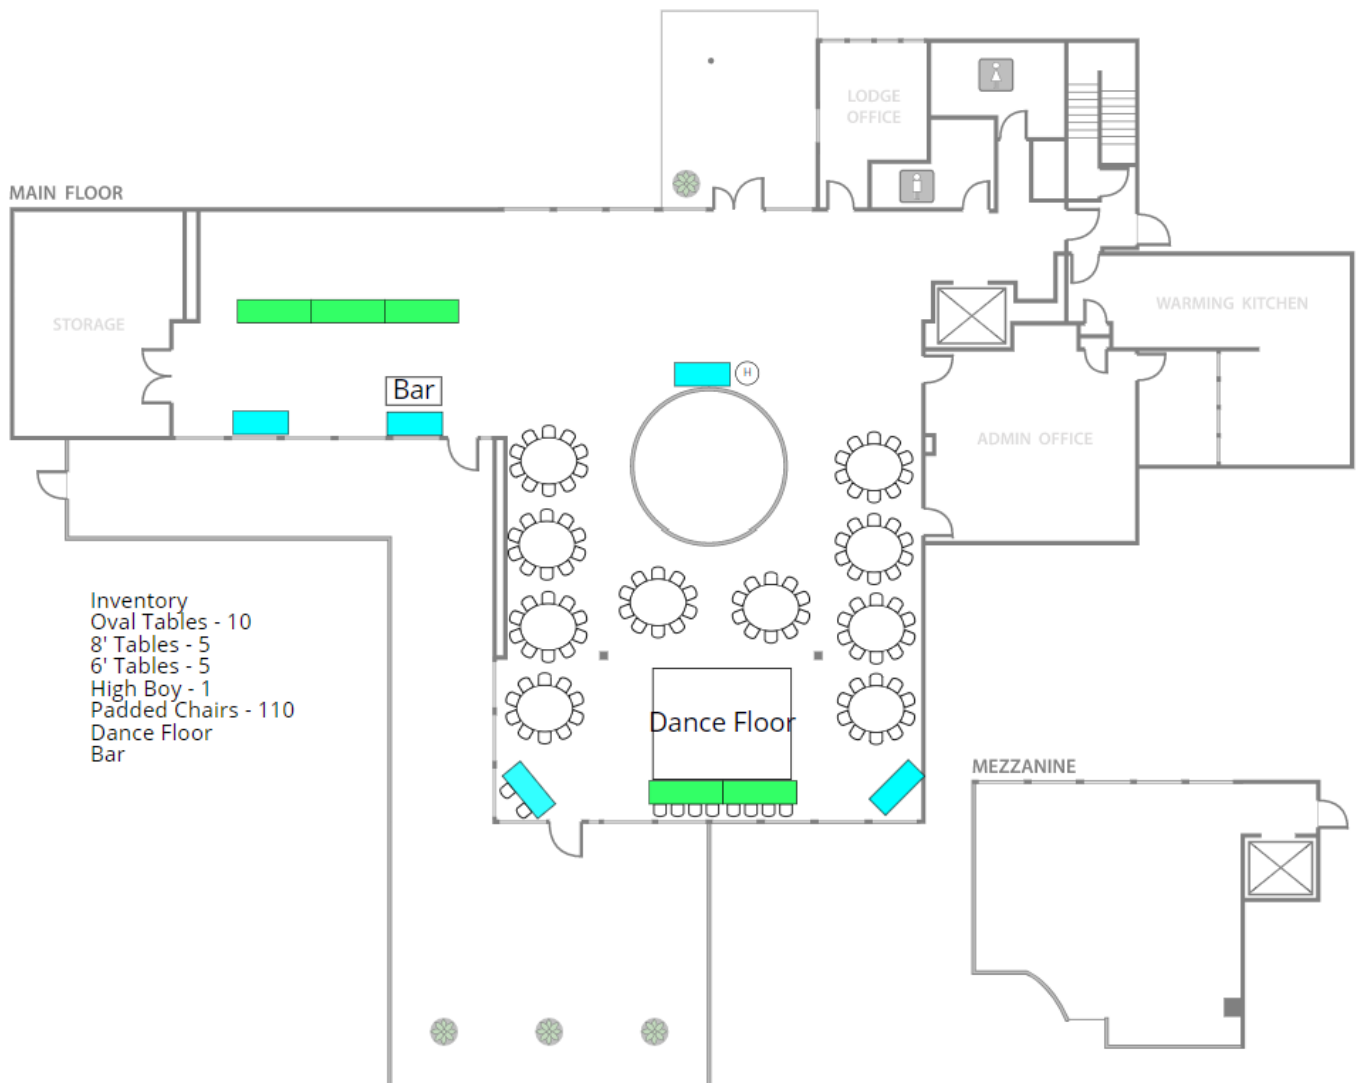 LODGE
OFFICE
MAIN FLOOR
STORAGE
WARMING KITCHEN
H
Bar
ADMIN OFFICE
Inventory
Oval Tables - 10
8' Tables - 5
6' Tables - 5
High Boy - 1
Padded Chairs - 110
Dance Floor
Bar
Dance Floor
MEZZANINE